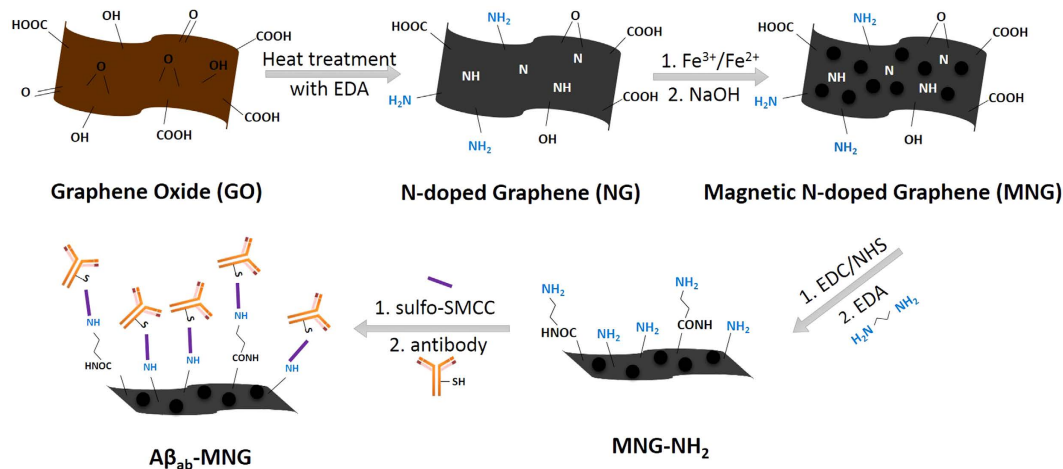 HOOC
OH
O
COOH
O
O
OH
O
OH
COOH
COOH
Graphene Oxide (GO)
Heat treatment
with EDA
HOOC
NH₂
O
COOH
N
N
NH
NH
H₂N
COOH
NH₂
OH
N-doped Graphene (NG)
1. Fe³⁺/Fe²⁺
2. NaOH
HOOC
NH₂
O
COOH
N
NH
N
NH
H₂N
COOH
NH₂
OH
Magnetic N-doped Graphene (MNG)
1. EDC/NHS
2. EDA
H₂N
NH₂
NH₂
NH₂
HNOC
NH₂
NH₂
CONH
NH₂
MNG-NH₂
1. sulfo-SMCC
2. antibody
SH
S
S
S
S
S
NH
NH
NH
NH
NH
HNOC
CONH
Aβab-MNG